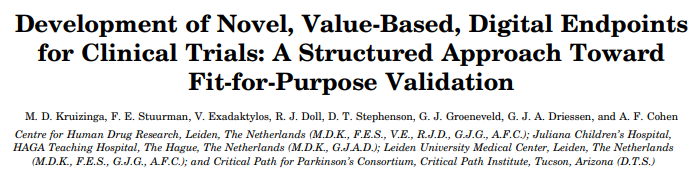 Development of Novel, Value-Based, Digital Endpoints
for Clinical Trials: A Structured Approach Toward
Fit-for-Purpose Validation
M. D. Kruizinga, F. E. Stuurman, V. Exadaktylos, R. J. Doll, D. T. Stephenson, G. J. Groeneveld, G. J. A. Driessen, and A. F. Cohen
Centre for Human Drug Research, Leiden, The Netherlands (M.D.K., F.E.S., V.E., R.J.D., G.J.G., A.F.C.); Juliana Children's Hospital,
HAGA Teaching Hospital, The Hague, The Netherlands (M.D.K., G.J.A.D.); Leiden University Medical Center, Leiden, The Netherlands
(M.D.K., F.E.S., G.J.G., A.F.C.); and Critical Path for Parkinson's Consortium, Critical Path Institute, Tucson, Arizona (D.T.S.)